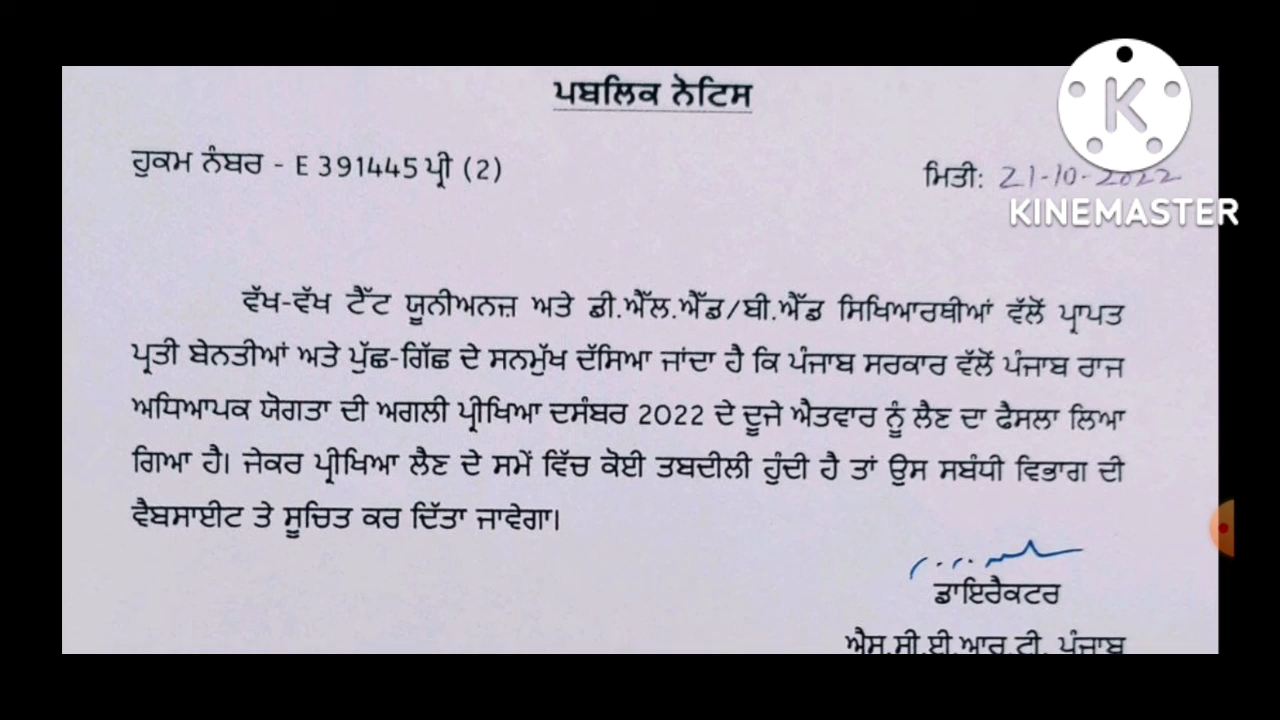 ਪਬਲਿਕ ਨੋਟਿਸ
ਹੁਕਮ ਨੰਬਰ - E 391445 ਪ੍ਰੀ (2)
ਮਿਤੀ: 21-10-2022
K
KINEMASTER
ਵੱਖ-ਵੱਖ ਟੈੱਟ ਯੂਨੀਅਨਜ਼ ਅਤੇ ਡੀ.ਐੱਲ.ਐੱਡ/ਬੀ.ਐੱਡ ਸਿਖਿਆਰਥੀਆਂ ਵੱਲੋਂ ਪ੍ਰਾਪਤ
ਪ੍ਰਤੀ ਬੇਨਤੀਆਂ ਅਤੇ ਪੁੱਛ-ਗਿੱਛ ਦੇ ਸਨਮੁੱਖ ਦੱਸਿਆ ਜਾਂਦਾ ਹੈ ਕਿ ਪੰਜਾਬ ਸਰਕਾਰ ਵੱਲੋਂ ਪੰਜਾਬ ਰਾਜ
ਅਧਿਆਪਕ ਯੋਗਤਾ ਦੀ ਅਗਲੀ ਪ੍ਰੀਖਿਆ ਦਸੰਬਰ 2022 ਦੇ ਦੂਜੇ ਐਤਵਾਰ ਨੂੰ ਲੈਣ ਦਾ ਫੈਸਲਾ ਲਿਆ
ਗਿਆ ਹੈ। ਜੇਕਰ ਪ੍ਰੀਖਿਆ ਲੈਣ ਦੇ ਸਮੇਂ ਵਿੱਚ ਕੋਈ ਤਬਦੀਲੀ ਹੁੰਦੀ ਹੈ ਤਾਂ ਉਸ ਸਬੰਧੀ ਵਿਭਾਗ ਦੀ
ਵੈਬਸਾਈਟ ਤੇ ਸੂਚਿਤ ਕਰ ਦਿੱਤਾ ਜਾਵੇਗਾ।
ਡਾਇਰੈਕਟਰ
ਐਸ.ਸੀ.ਈ.ਆਰ.ਟੀ. ਪੰਜਾਬ